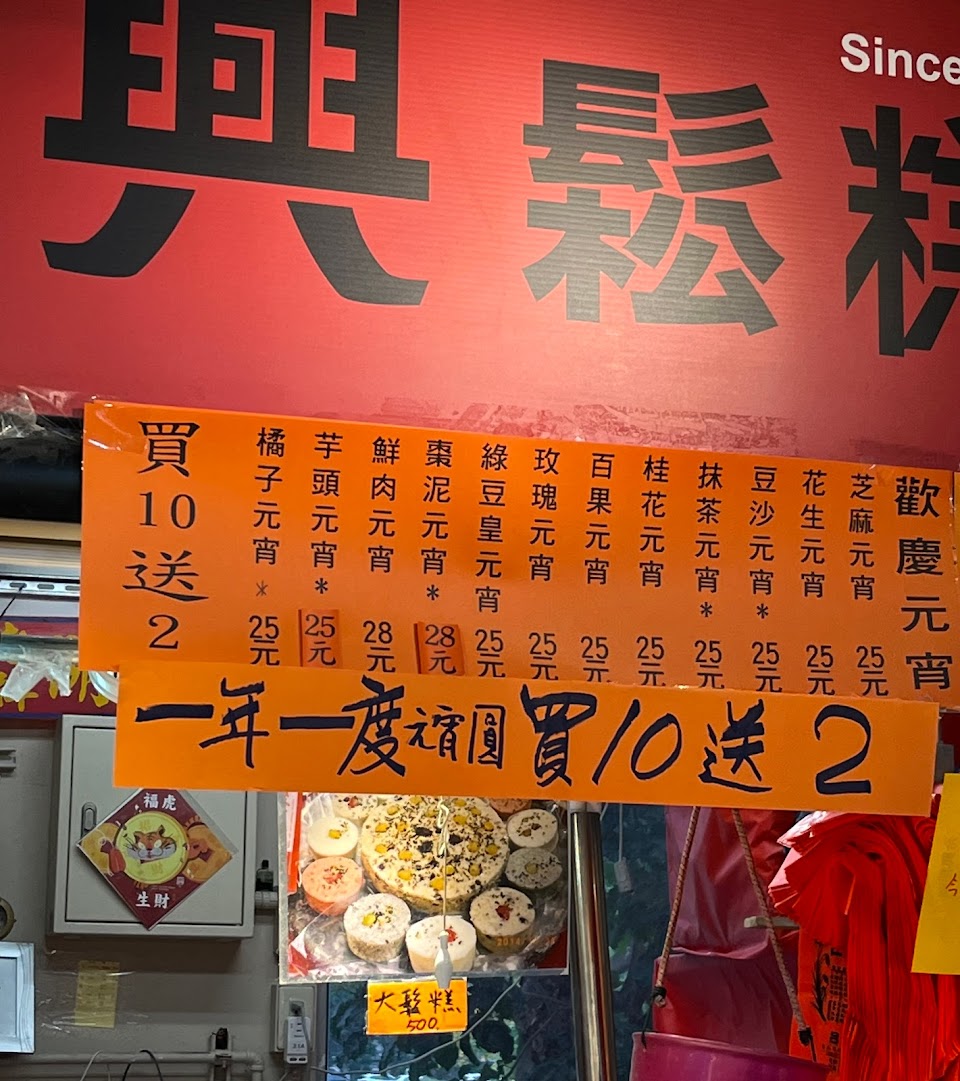 Since
興鬆糕
歡慶元宵
芝麻元宵 25元
花生元宵 25元
豆沙元宵* 25元
抹茶元宵* 25元
桂花元宵 25元
百果元宵 25元
玫瑰元宵 25元
綠豆皇元宵 25元
棗泥元宵* 28元
鮮肉元宵 28元
芋頭元宵* 25元
橘子元宵* 25元
買10送2
一年一度元宵圓買10送2
福虎
生財
2014
大鬆糕
500.